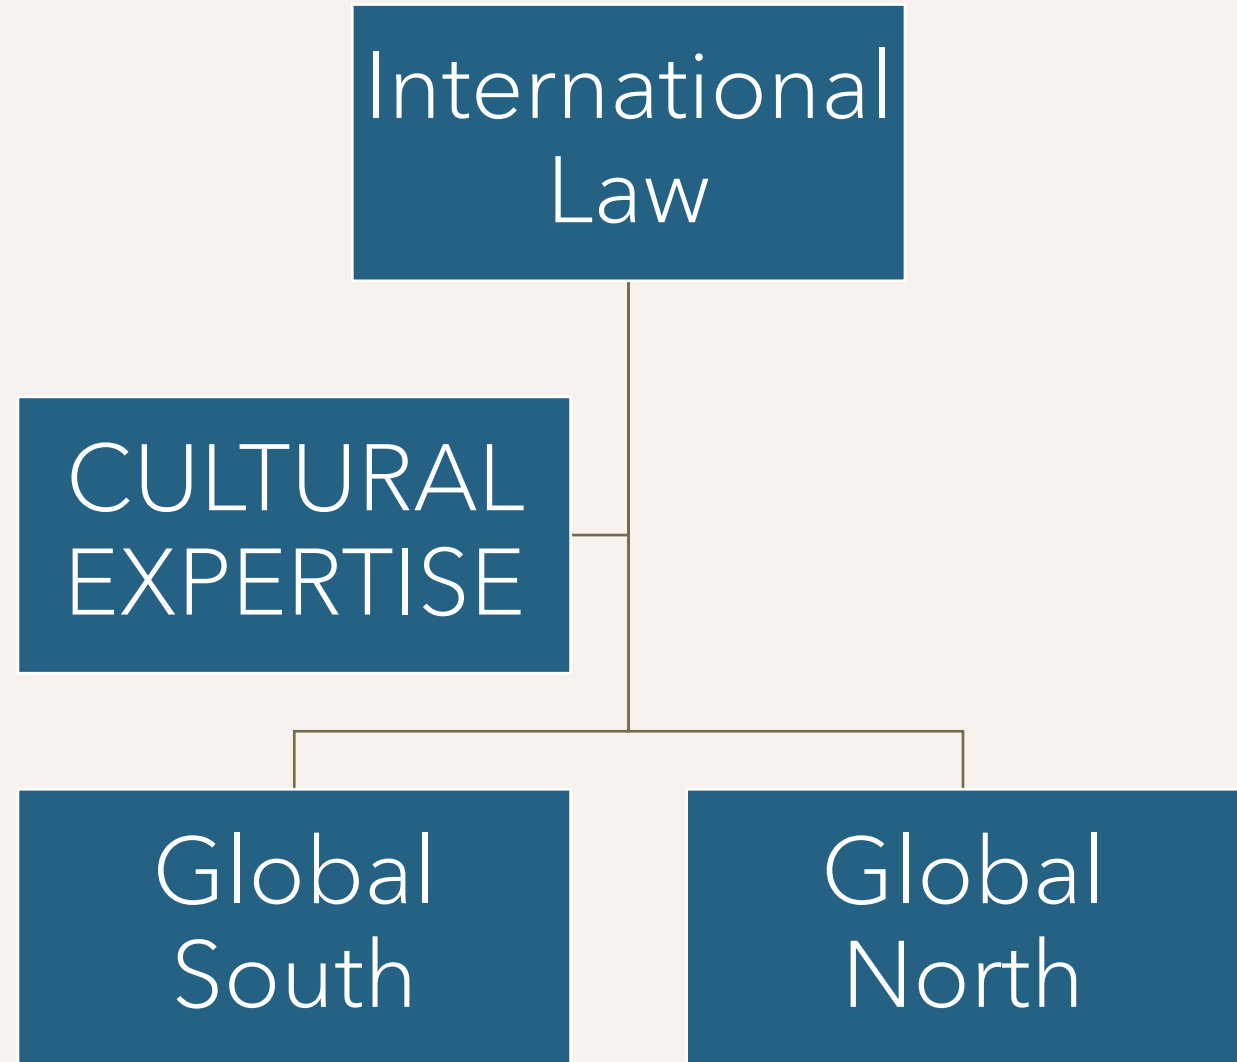 International
Law
CULTURAL
EXPERTISE
Global
South
Global
North